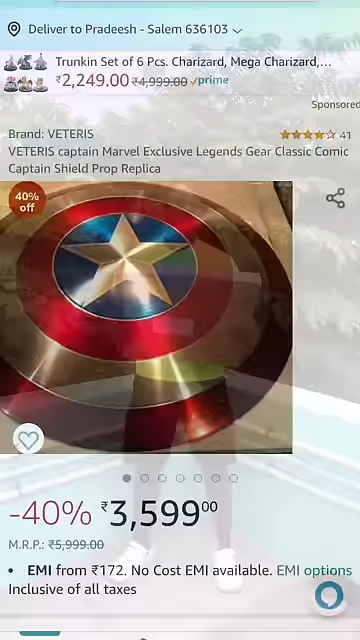 Deliver to Pradeesh - Salem 636103
Trunkin Set of 6 Pcs. Charizard, Mega Charizard,...
₹2,249.00 ₹4,999.00 prime
Sponsored
Brand: VETERIS
41
VETERIS captain Marvel Exclusive Legends Gear Classic Comic
Captain Shield Prop Replica
40%
off
-40% ₹3,59900
M.R.P.: ₹5,999.00
EMI from ₹172. No Cost EMI available. EMI options
Inclusive of all taxes